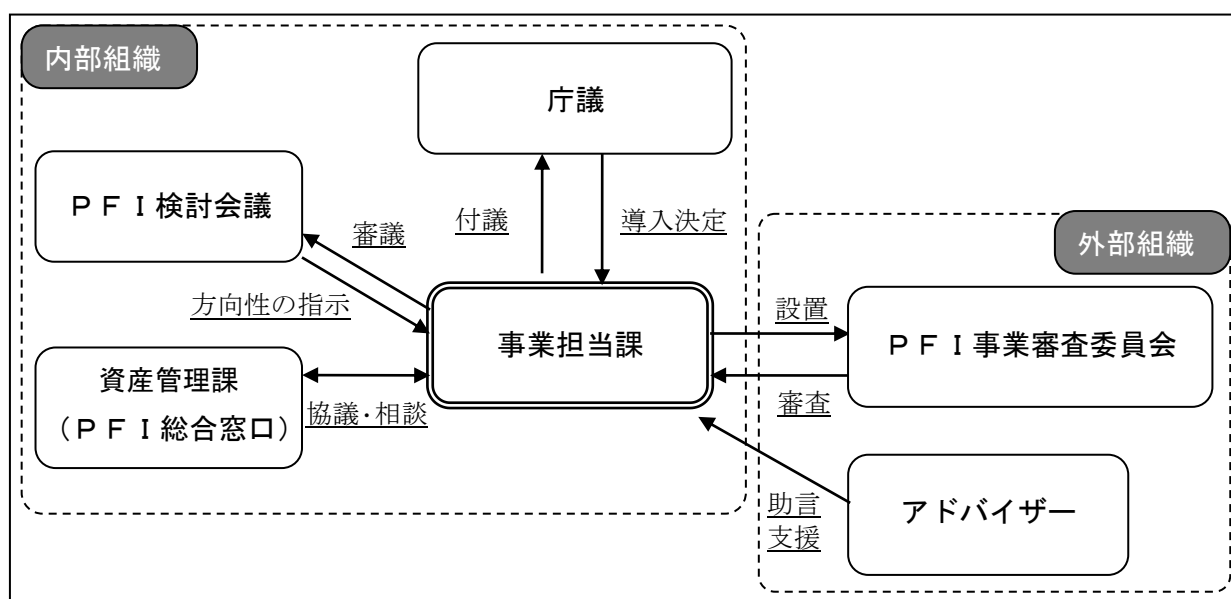 内部組織
庁議
ＰＦＩ検討会議
審議
付議
導入決定
外部組織
方向性の指示
事業担当課
設置
ＰＦＩ事業審査委員会
資産管理課
（ＰＦＩ総合窓口）
協議・相談
審査
助言
支援
アドバイザー